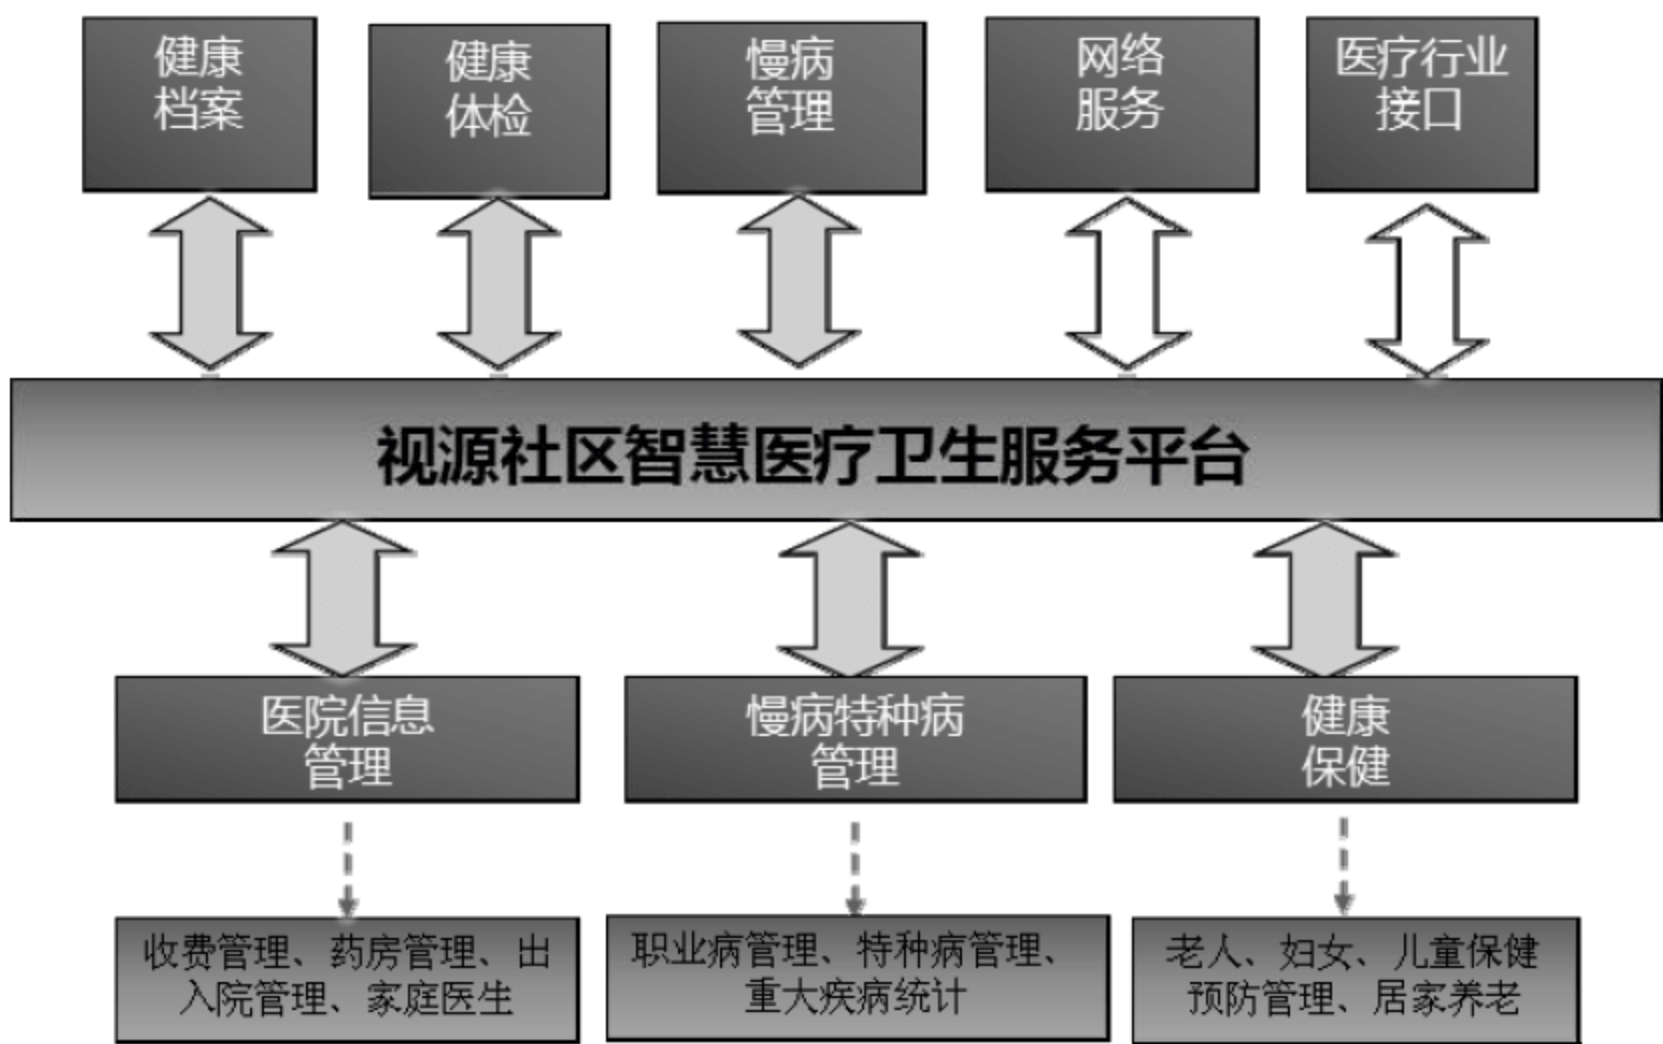 健康
档案
健康
体检
慢病
管理
网络
服务
医疗行业
接口
视源社区智慧医疗卫生服务平台
医院信息
管理
慢病特种病
管理
健康
保健
收费管理、药房管理、出
入院管理、家庭医生
职业病管理、特种病管理、
重大疾病统计
老人、妇女、儿童保健
预防管理、居家养老